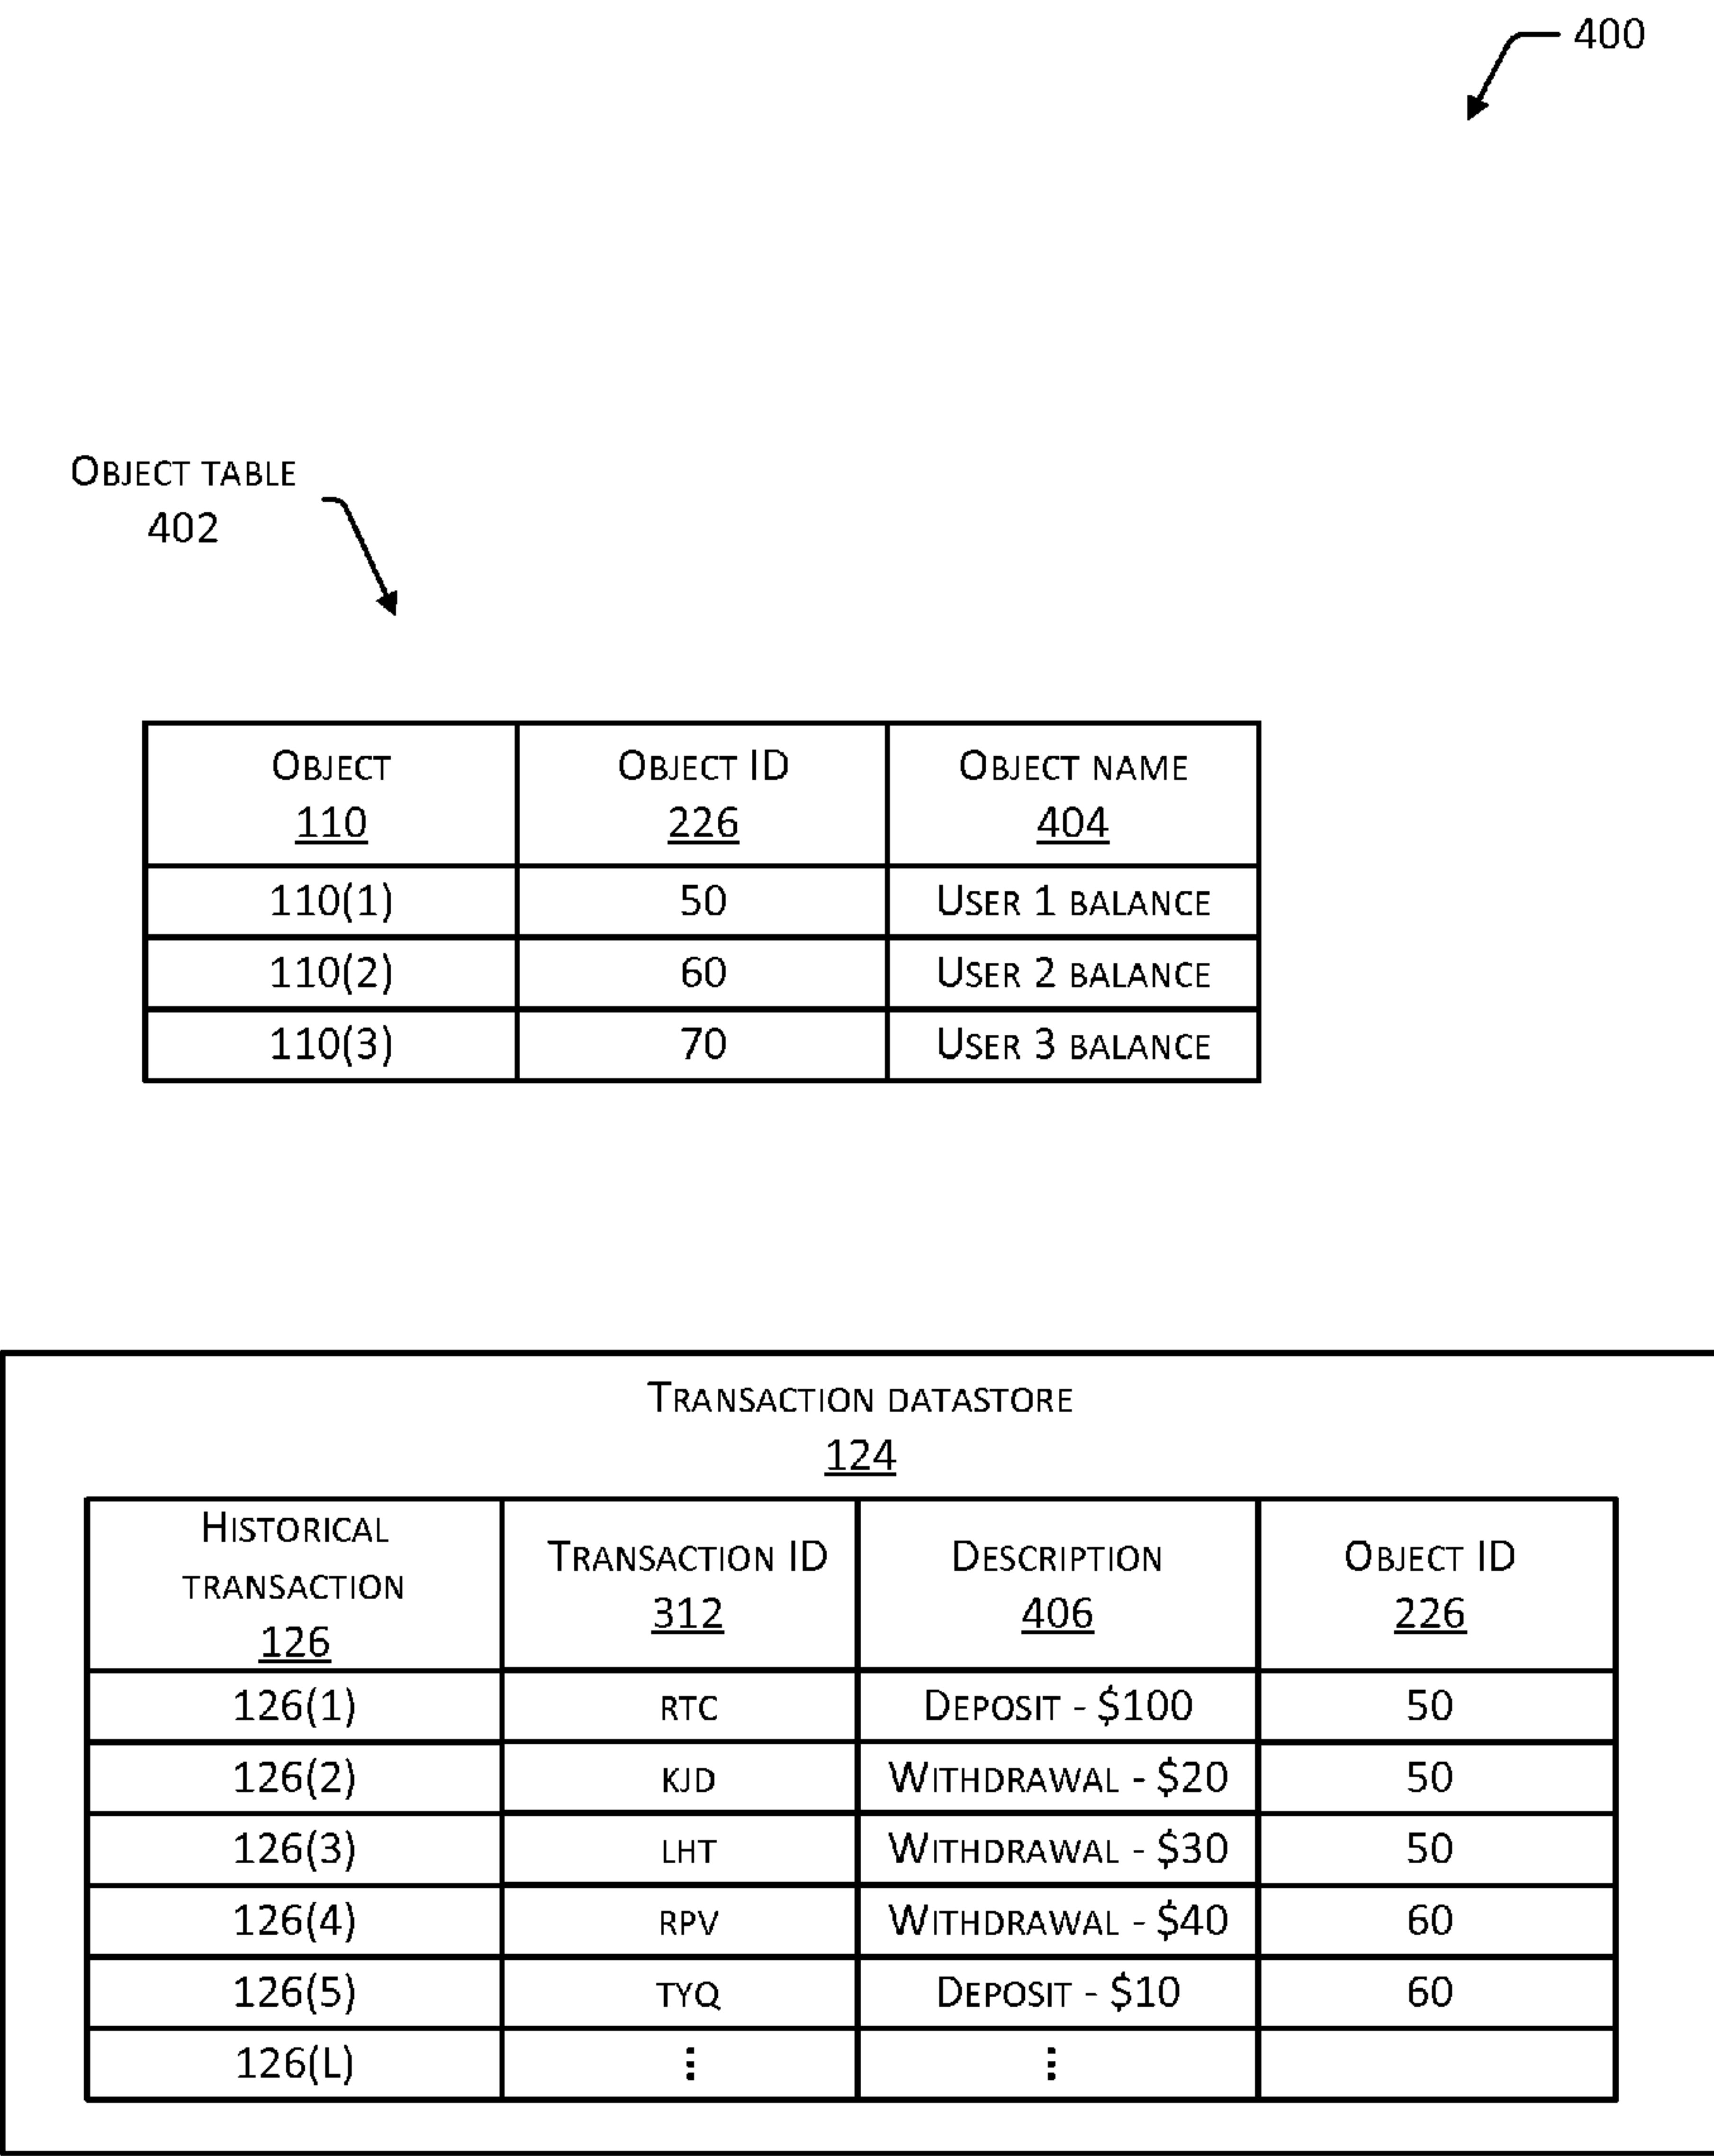 400
Object table
402
Object Object ID Object name
110 226 404
110(1) 50 User 1 balance
110(2) 60 User 2 balance
110(3) 70 User 3 balance
Transaction datastore
124
Historical transaction 126 Transaction ID 312 Description 406 Object ID 226
126(1) RTC Deposit - $100 50
126(2) KJD Withdrawal - $20 50
126(3) LHT Withdrawal - $30 50
126(4) RPV Withdrawal - $40 60
126(5) TYQ Deposit - $10 60
126(L) ⋮ ⋮